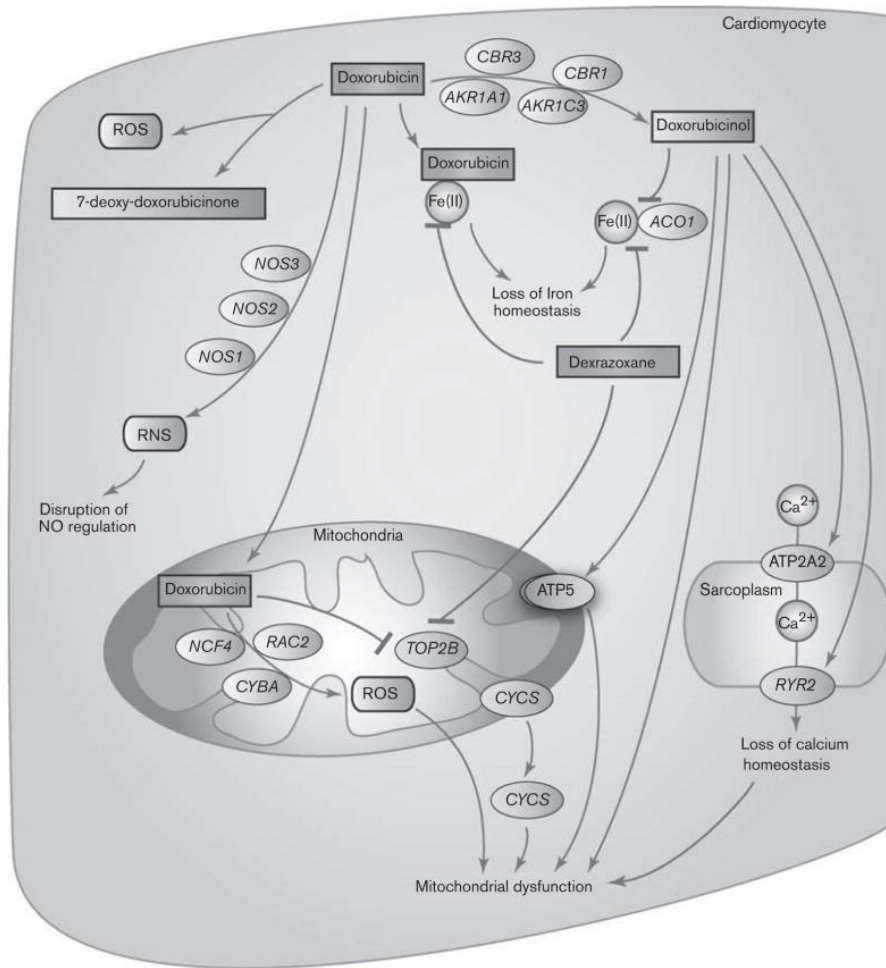 Cardiomyocyte
CBR3
Doxorubicin
CBR1
AKR1A1
AKR1C3
ROS
Doxorubicinol
Doxorubicin
7-deoxy-doxorubicinone
Fe(II)
Fe(II)
ACO1
NOS3
Loss of Iron
homeostasis
NOS2
NOS1
Dexrazoxane
RNS
Disruption of
NO regulation
Ca2+
Mitochondria
ATP2A2
Doxorubicin
ATP5
Sarcoplasm
Ca2+
NCF4
RAC2
TOP2B
CYBA
ROS
CYCS
RYR2
Loss of calcium
homeostasis
CYCS
Mitochondrial dysfunction